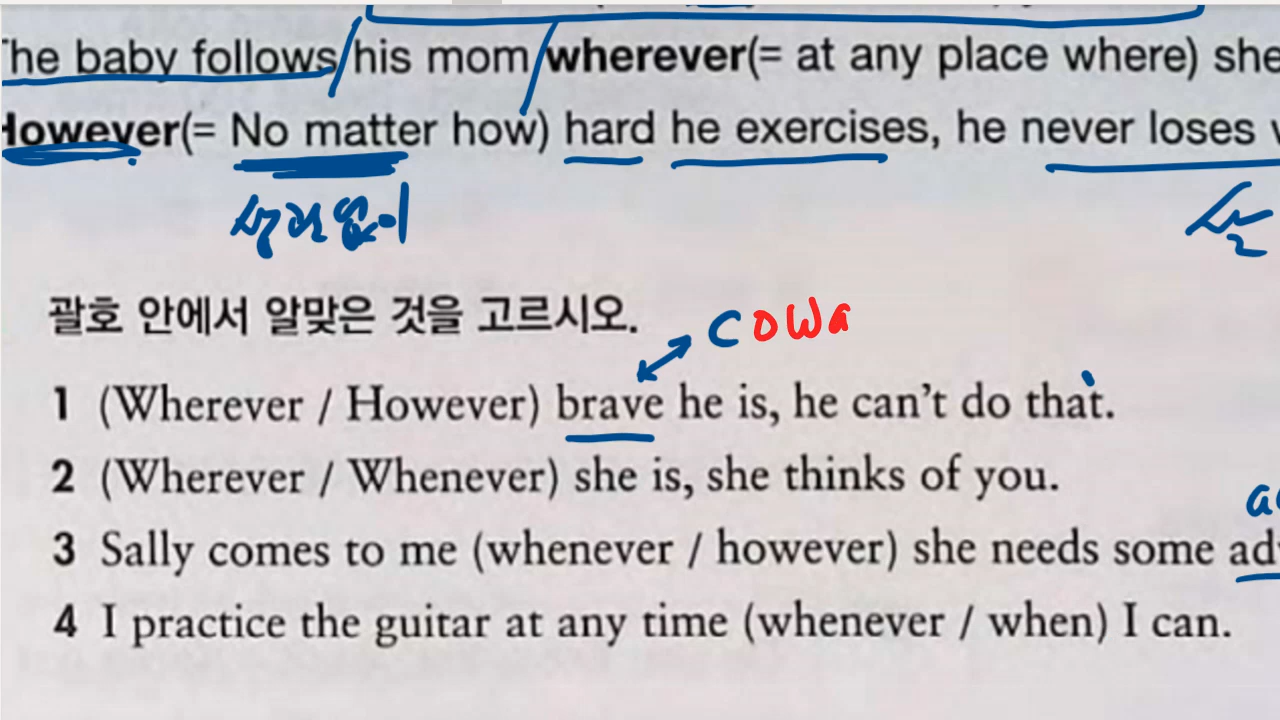 The baby follows his mom wherever(= at any place where) she
However(= No matter how) hard he exercises, he never loses
상관없이
괄호 안에서 알맞은 것을 고르시오.
cowa
1 (Wherever / However) brave he is, he can't do that.
2 (Wherever / Whenever) she is, she thinks of you.
3 Sally comes to me (whenever / however) she needs some
4 I practice the guitar at any time (whenever / when) I can.